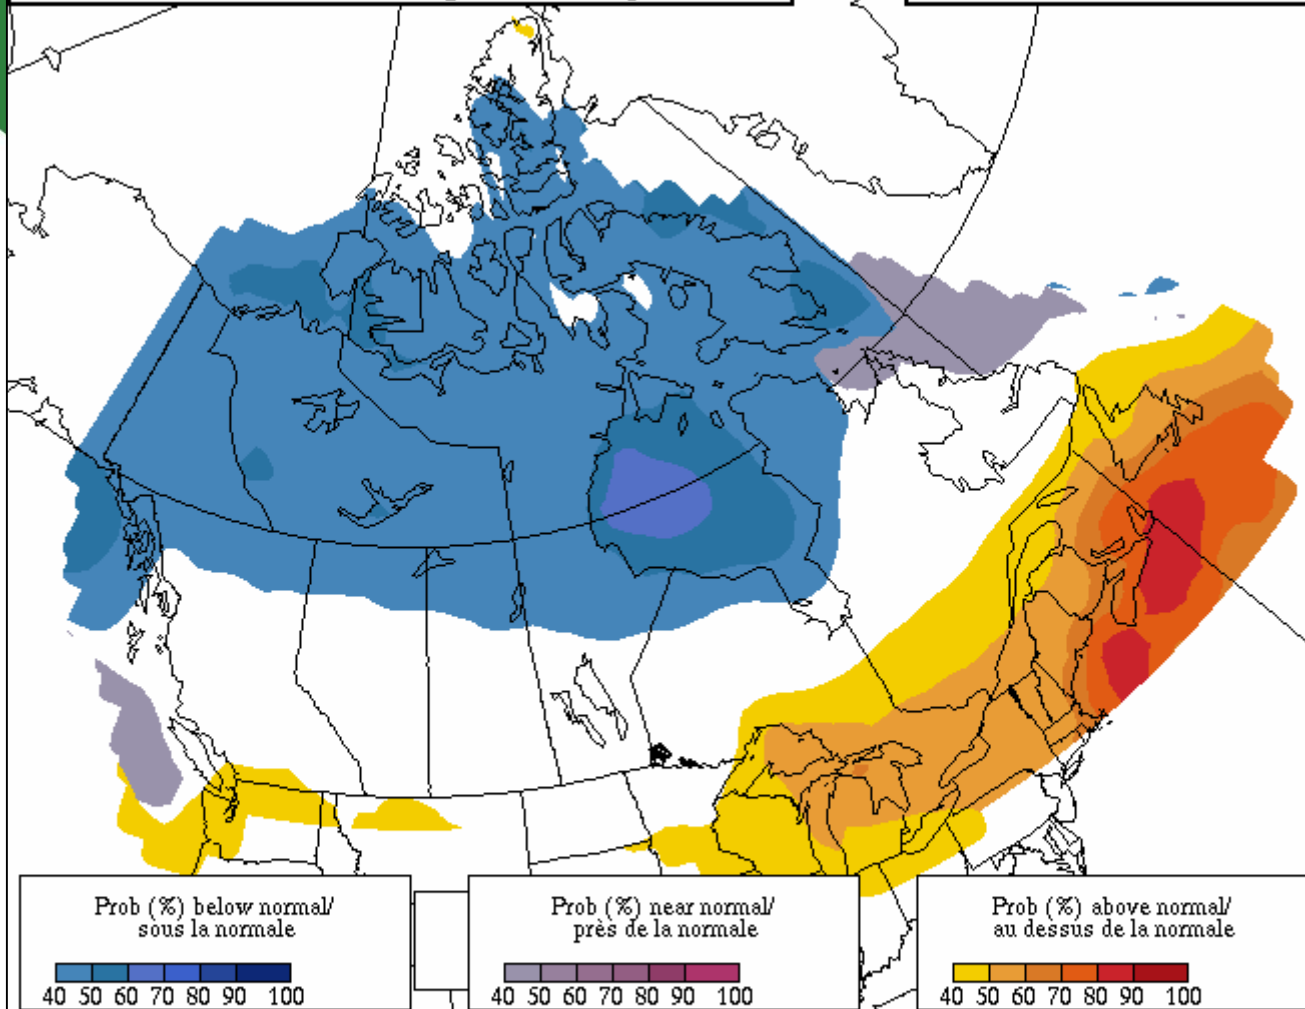 Prob (%) below normal/
sous la normale
40 50 60 70 80 90 100
Prob (%) near normal/
près de la normale
40 50 60 70 80 90 100
Prob (%) above normal/
au dessus de la normale
40 50 60 70 80 90 100